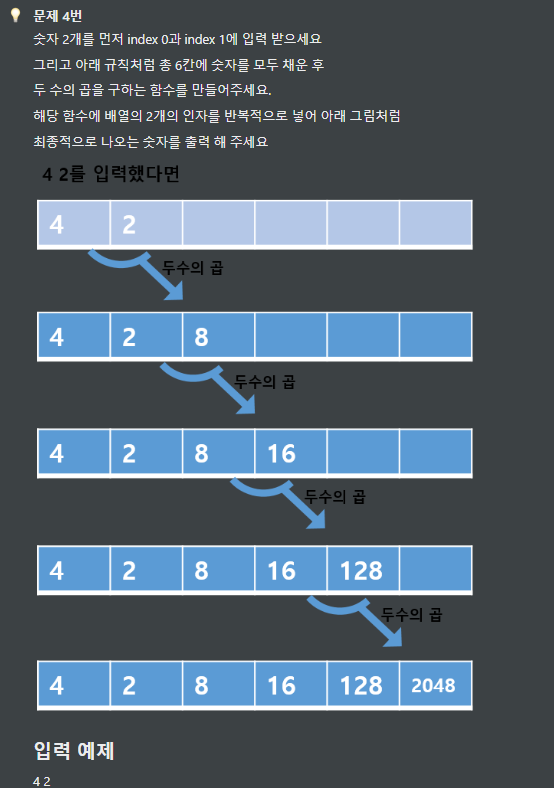 문제 4번
숫자 2개를 먼저 index 0과 index 1에 입력 받으세요
그리고 아래 규칙처럼 총 6칸에 숫자를 모두 채운 후
두 수의 곱을 구하는 함수를 만들어주세요.
해당 함수에 배열의 2개의 인자를 반복적으로 넣어 아래 그림처럼
최종적으로 나오는 숫자를 출력 해 주세요
4 2를 입력했다면
4 2
두수의 곱
4 2 8
두수의 곱
4 2 8 16
두수의 곱
4 2 8 16 128
두수의 곱
4 2 8 16 128 2048
입력 예제
4 2